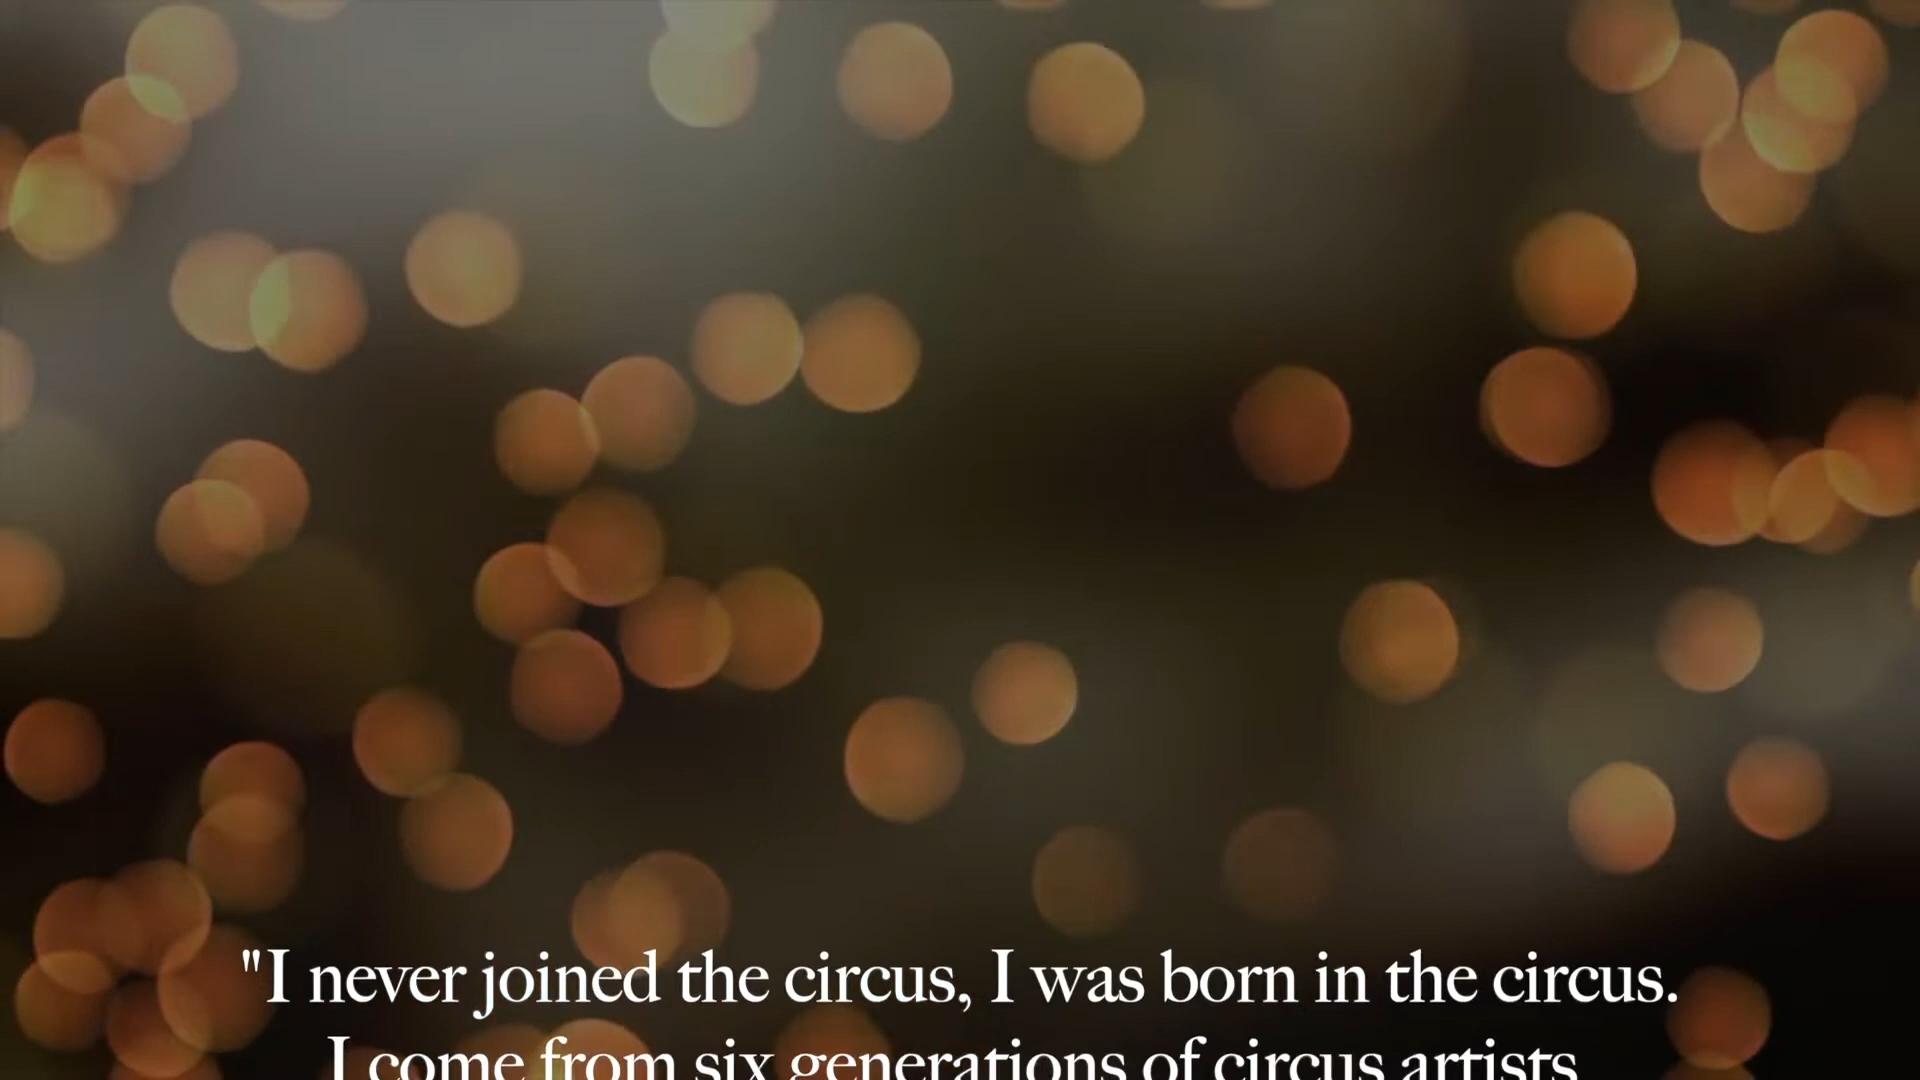 "I never joined the circus, I was born in the circus.
I come from six generations of circus artists